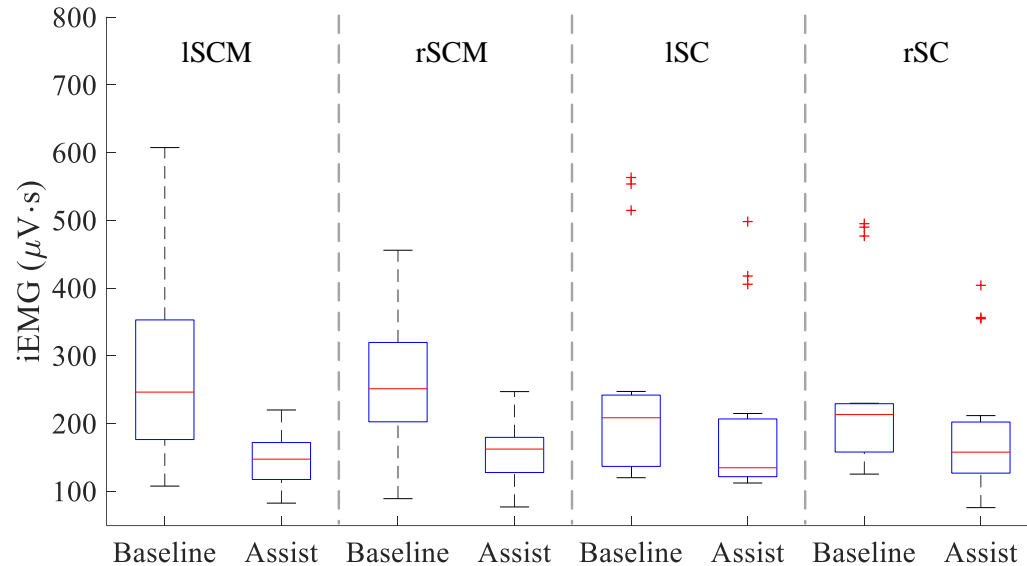 800
700
600
500
400
300
200
100
iEMG (μV·s)
lSCM rSCM lSC rSC
Baseline Assist Baseline Assist Baseline Assist Baseline Assist